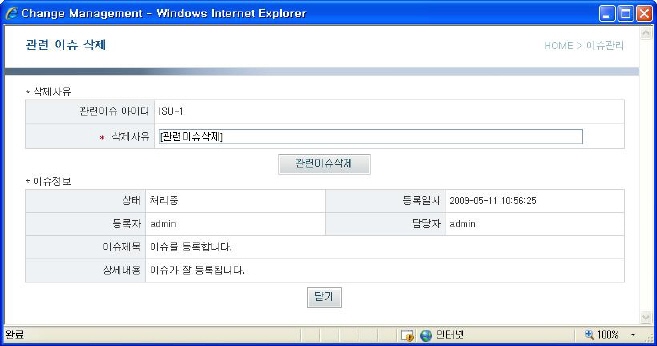 Change Management - Windows Internet Explorer
관련 이슈 삭제
HOME > 이슈관리
* 삭제사유
관련이슈 아이디 ISU-1
* 삭제사유 [관련이슈삭제]
관련이슈삭제
* 이슈정보
상태 처리중 등록일시 2009-05-11 10:56:25
등록자 admin 담당자 admin
이슈제목 이슈를 등록합니다.
상세내용 이슈가 잘 등록됩니다.
닫기
완료 인터넷 100%